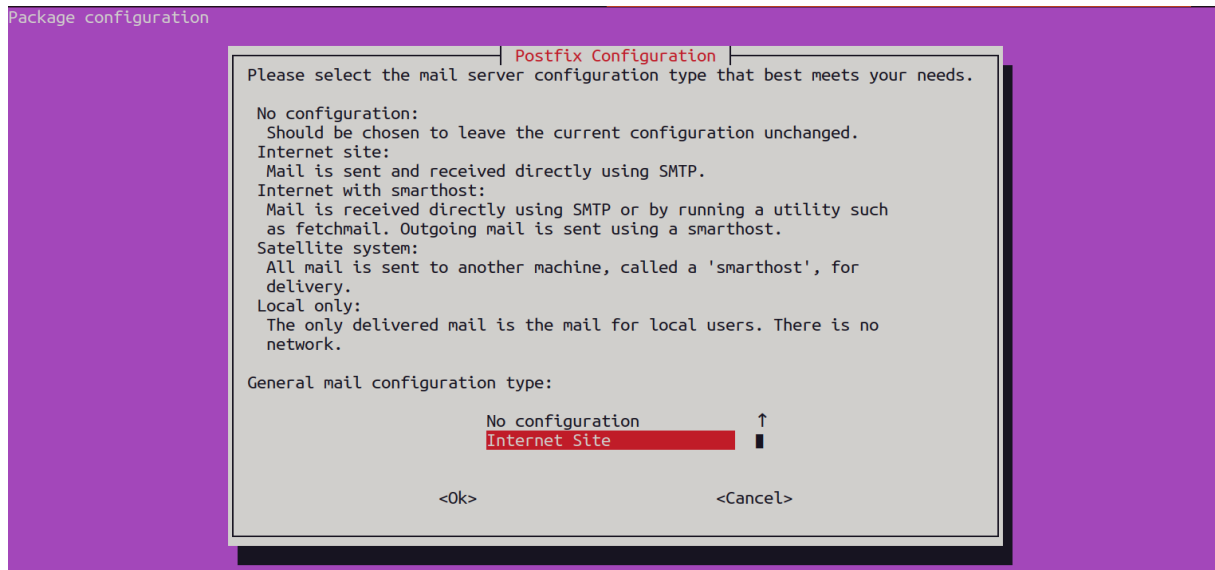 Package configuration
Postfix Configuration
Please select the mail server configuration type that best meets your needs.
No configuration:
Should be chosen to leave the current configuration unchanged.
Internet site:
Mail is sent and received directly using SMTP.
Internet with smarthost:
Mail is received directly using SMTP or by running a utility such
as fetchmail. Outgoing mail is sent using a smarthost.
Satellite system:
All mail is sent to another machine, called a 'smarthost', for
delivery.
Local only:
The only delivered mail is the mail for local users. There is no
network.
General mail configuration type:
No configuration ↑
Internet Site
<Ok> <Cancel>